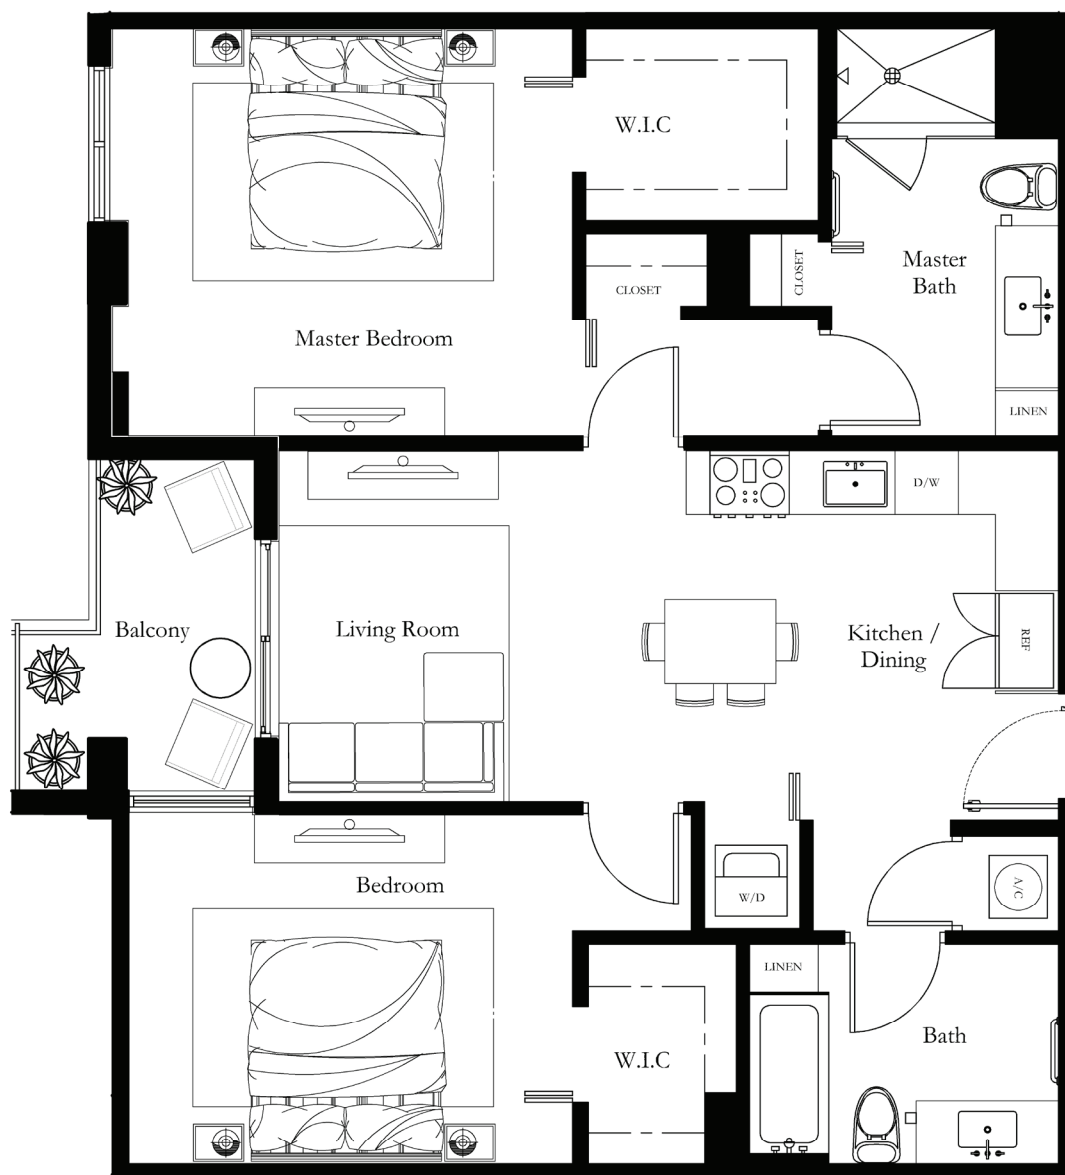 W.I.C
CLOSET
CLOSET
Master
Bath
Master Bedroom
LINEN
D/W
Balcony
Living Room
Kitchen /
Dining
REF
Bedroom
W/D
A/C
LINEN
Bath
W.I.C